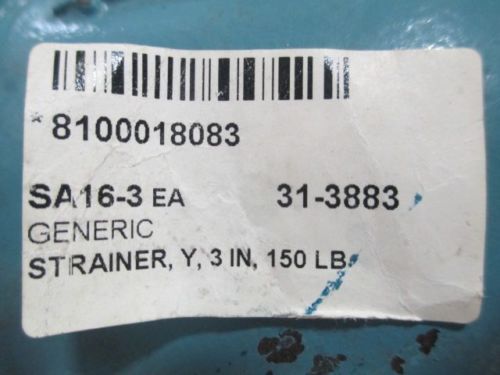 *8100018083
SA16-3 EA 31-3883
GENERIC
STRAINER, Y, 3 IN, 150 LB